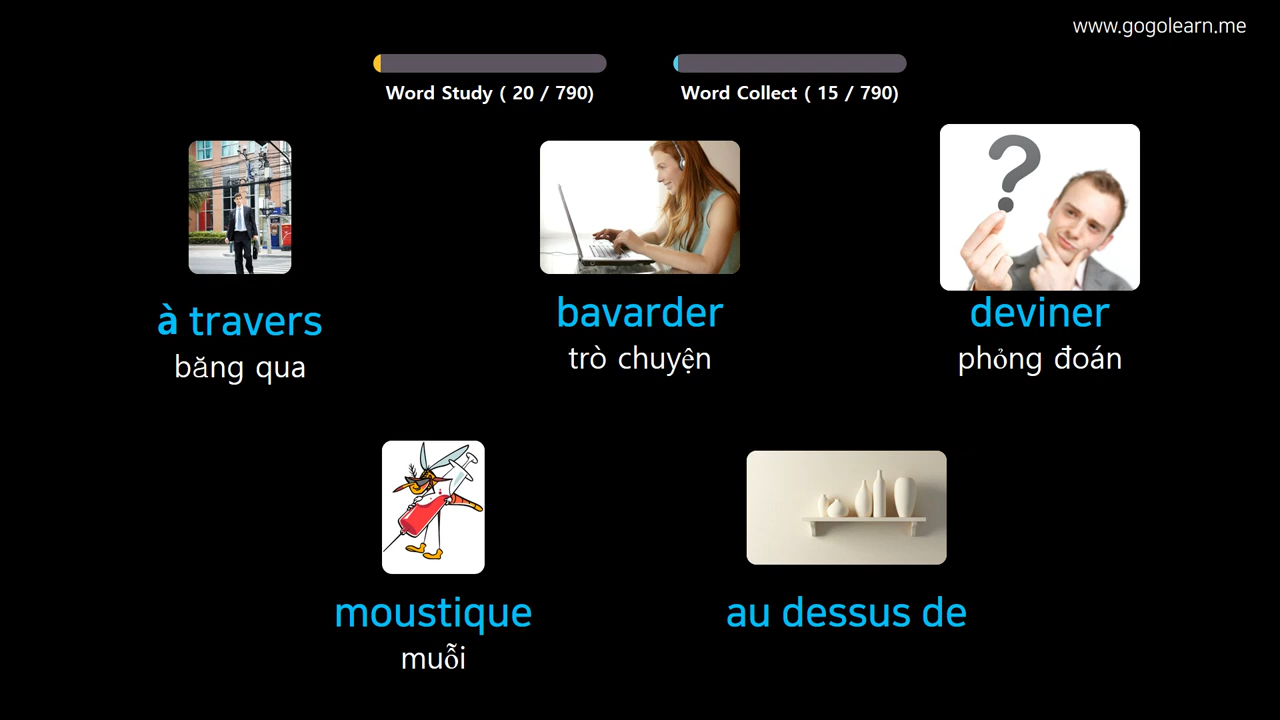 www.gogolearn.me
Word Study ( 20 / 790)
Word Collect ( 15 / 790)
à travers
băng qua
bavarder
trò chuyện
deviner
phỏng đoán
moustique
muỗi
au dessus de